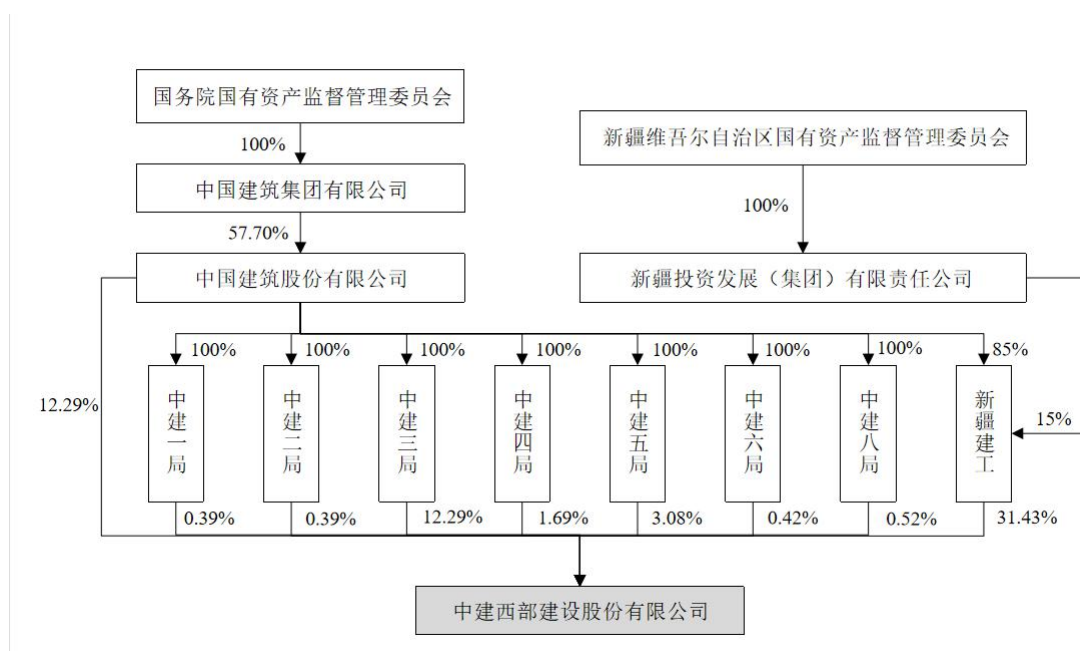 国务院国有资产监督管理委员会
新疆维吾尔自治区国有资产监督管理委员会
100%
中国建筑集团有限公司
100%
57.70%
中国建筑股份有限公司
新疆投资发展（集团）有限责任公司
100%
100%
100%
100%
100%
100%
100%
85%
12.29%
中建一局
中建二局
中建三局
中建四局
中建五局
中建六局
中建八局
新疆建工
15%
0.39%
0.39%
12.29%
1.69%
3.08%
0.42%
0.52%
31.43%
中建西部建设股份有限公司